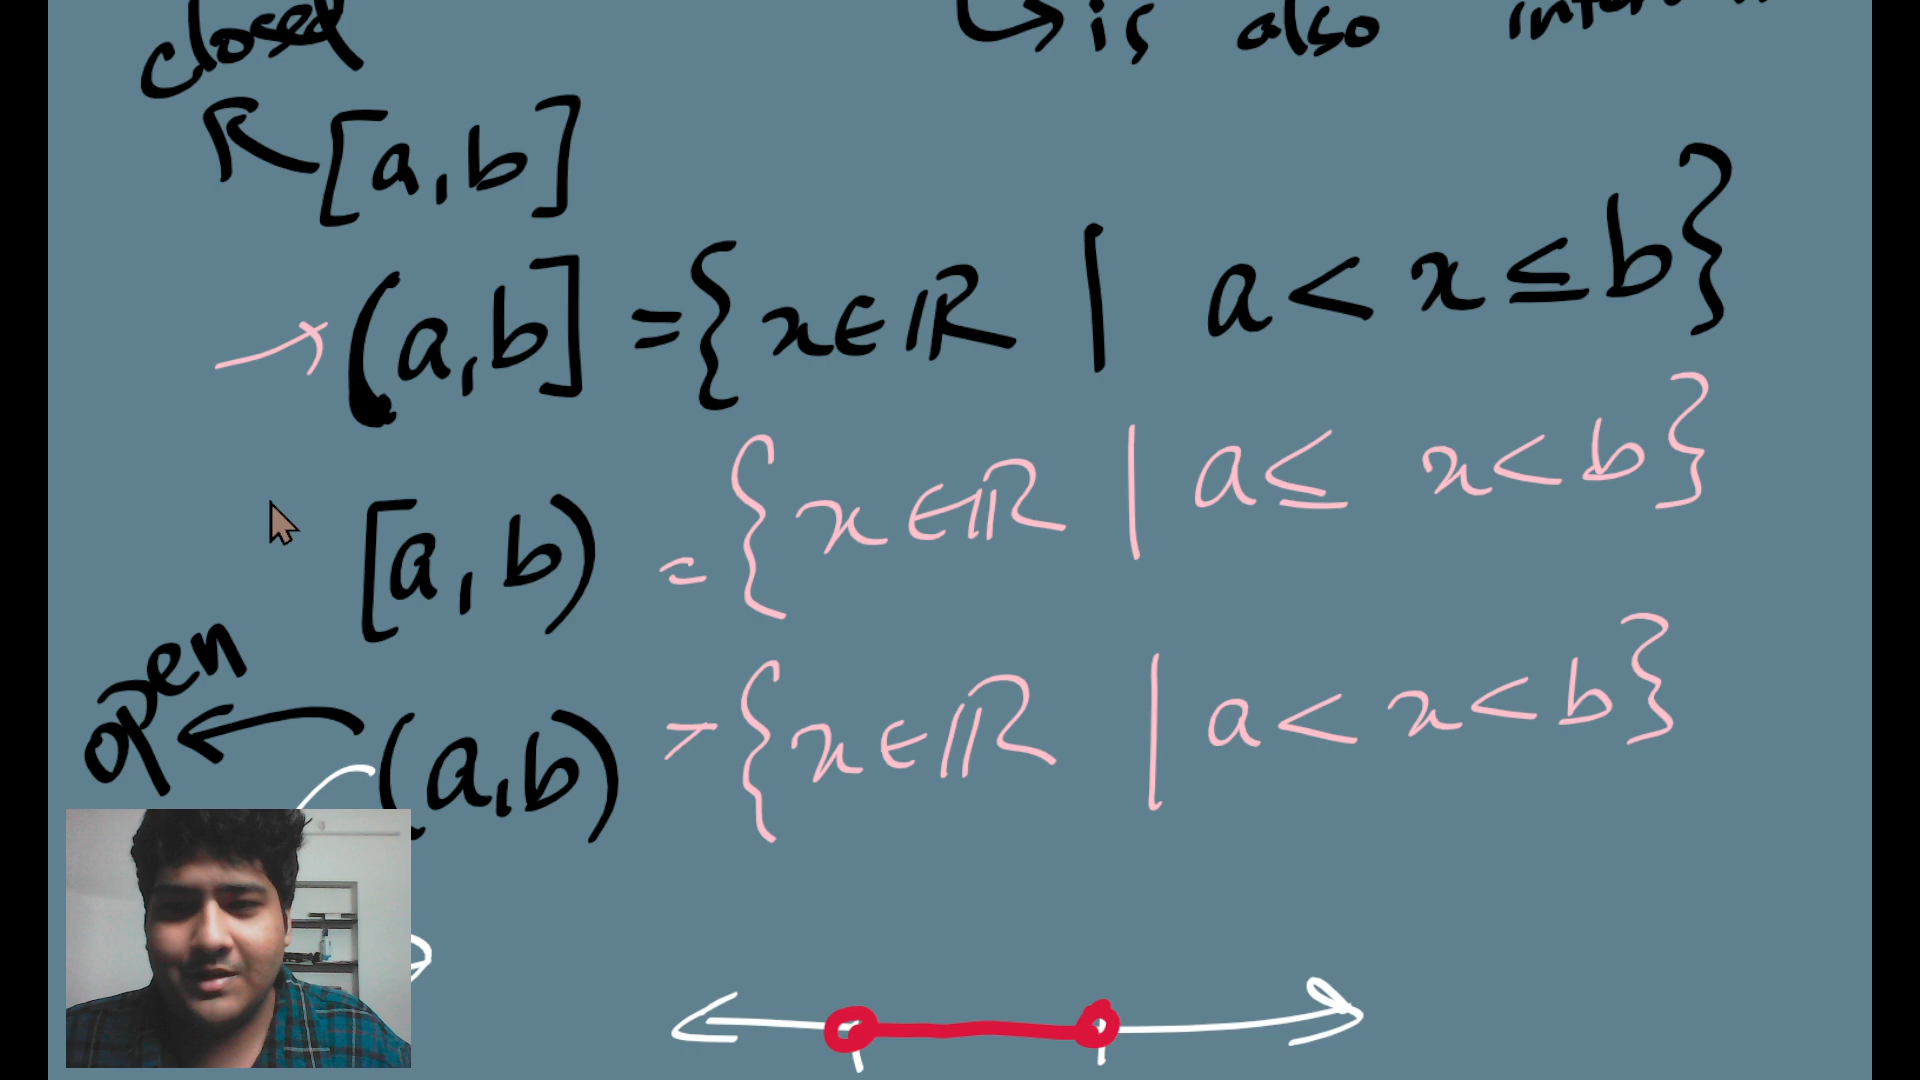 closed
↳ is also
[a,b]
(a,b] = {x∈ℝ | a < x ≤ b}
[a,b) = {x∈ℝ | a ≤ x < b}
open
(a,b) = {x∈ℝ | a < x < b}